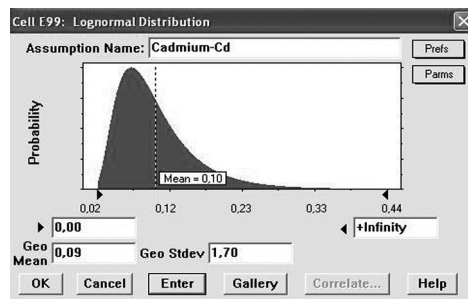 Cell E99: Lognormal Distribution
Assumption Name: Cadmium-Cd
Prefs
Parms
Probability
Mean = 0,10
0,02 0,12 0,23 0,33 0,44
0,00 +Infinity
Geo Mean 0,09 Geo Stdev 1,70
OK Cancel Enter Gallery Correlate... Help